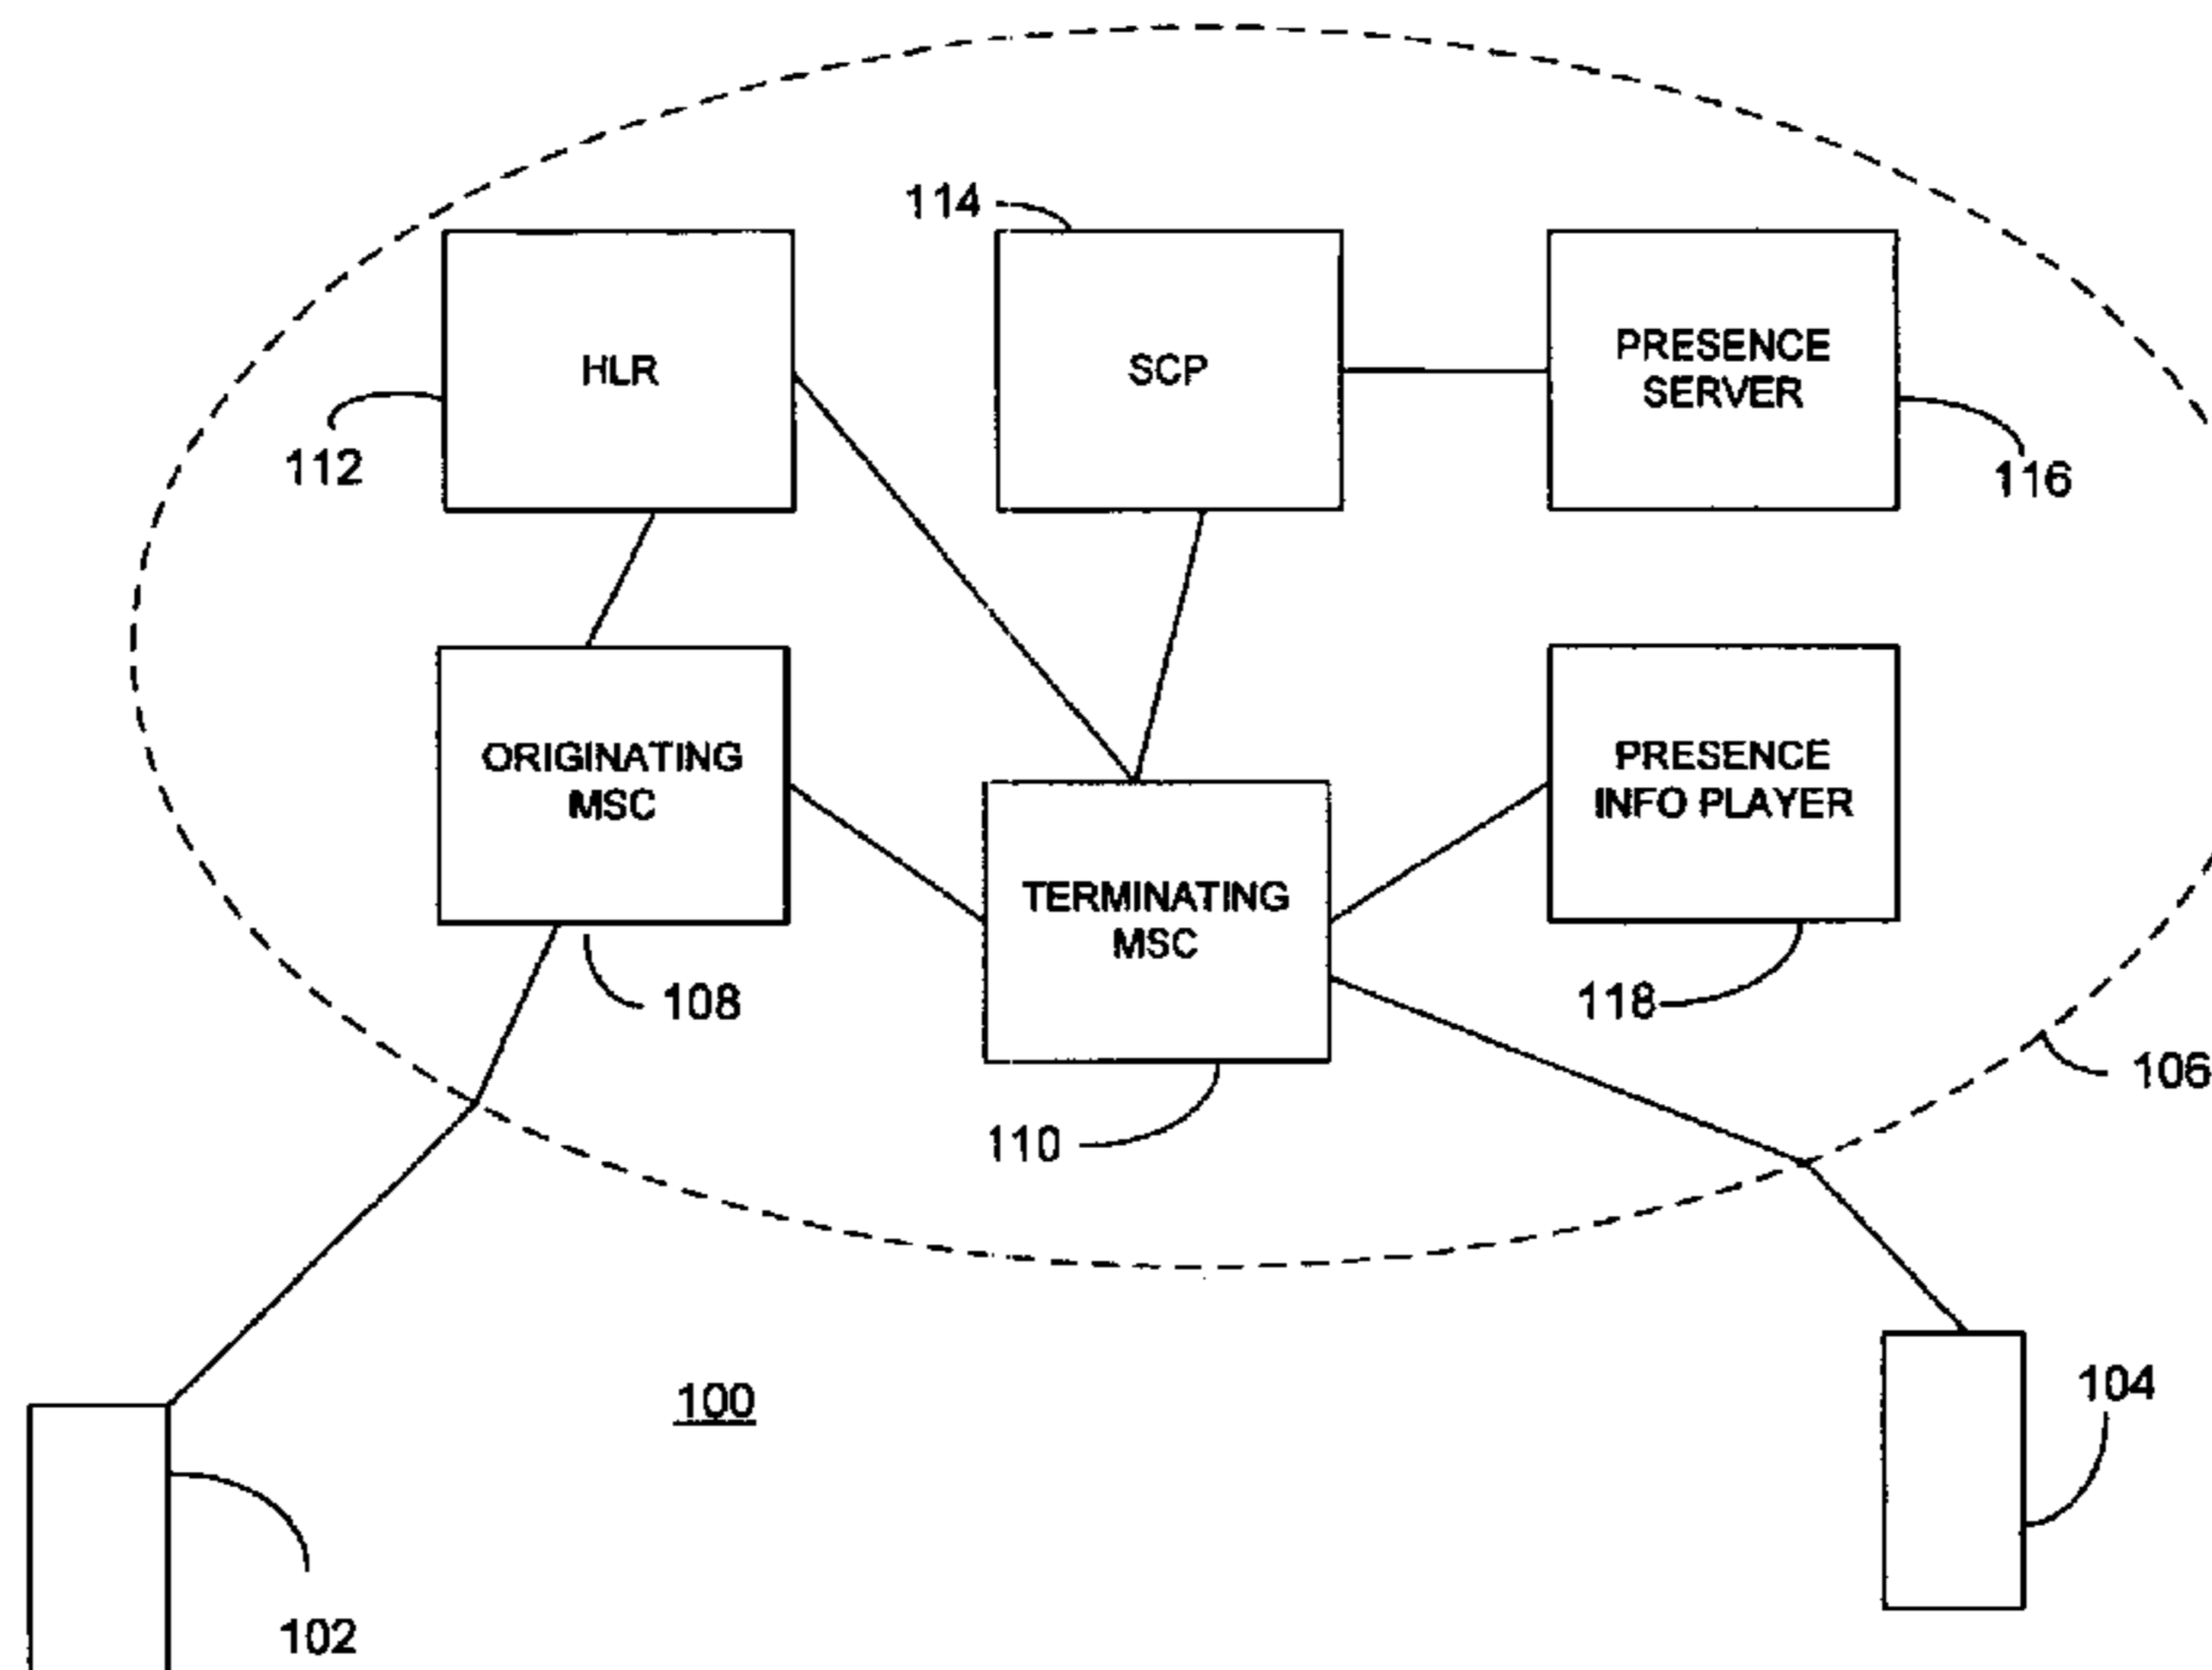 114
HLR
SCP
PRESENCE
SERVER
112
116
ORIGINATING
MSC
PRESENCE
INFO PLAYER
TERMINATING
MSC
108
118
106
110
100
104
102